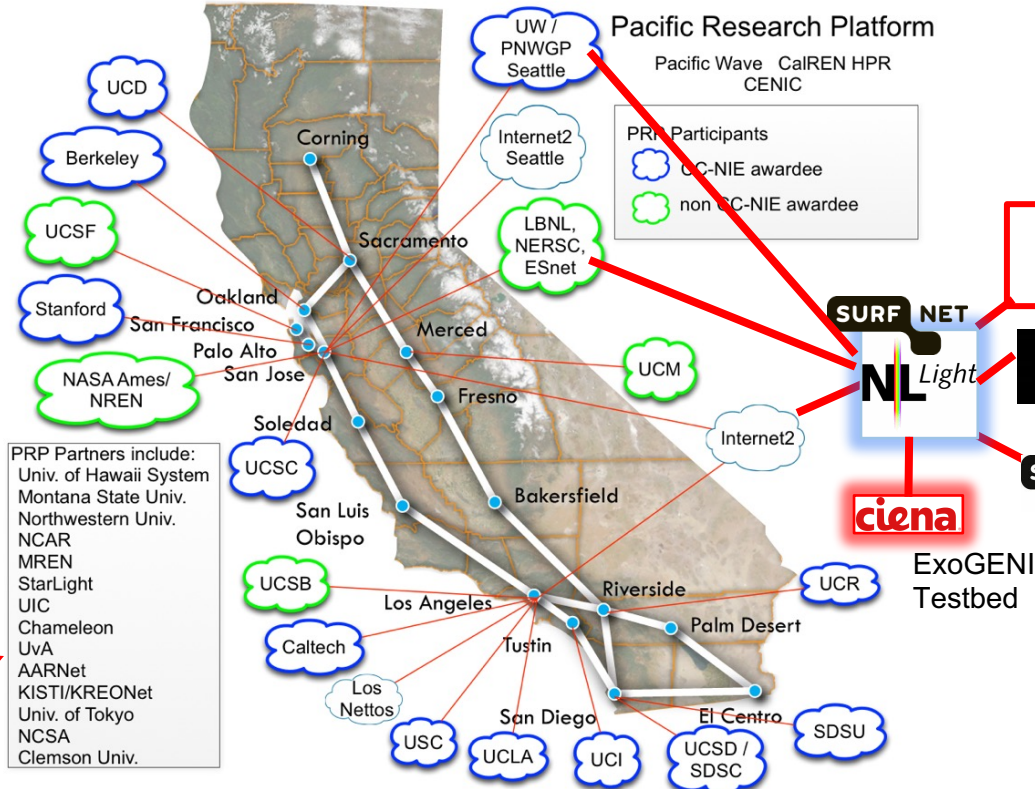 Pacific Research Platform
Pacific Wave CalREN HPR
CENIC
UW /
PNWGP
Seattle
UCD
Internet2
Seattle
PRP Participants
CC-NIE awardee
non CC-NIE awardee
Corning
Berkeley
UCSF
LBNL,
NERSC,
ESnet
Sacramento
Stanford
Oakland
San Francisco
Palo Alto
San Jose
Merced
SURF NET
NL Light
NASA Ames/
NREN
UCM
Fresno
Soledad
Internet2
UCSC
PRP Partners include:
Univ. of Hawaii System
Montana State Univ.
Northwestern Univ.
NCAR
MREN
StarLight
UIC
Chameleon
UvA
AARNet
KISTI/KREONet
Univ. of Tokyo
NCSA
Clemson Univ.
San Luis
Obispo
Bakersfield
ciena
ExoGENI
Testbed
UCSB
Los Angeles
Riverside
UCR
Caltech
Tustin
Palm Desert
Los
Nettos
San Diego
El Centro
USC
UCLA
UCI
UCSD /
SDSC
SDSU